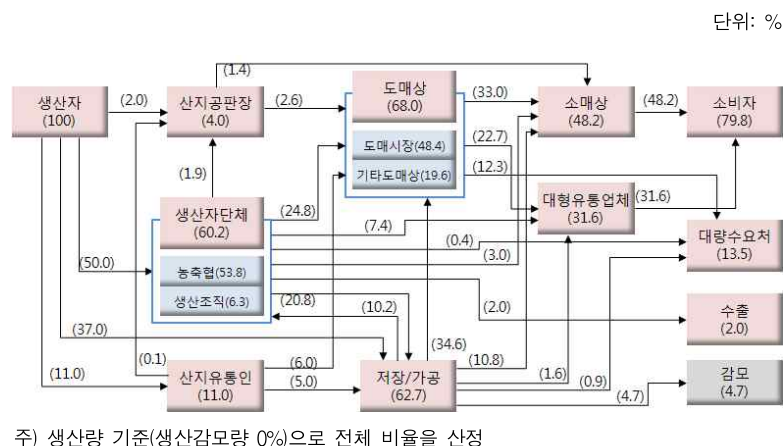 단위: %
(1.4)
생산자
(100)
(2.0)
산지공판장
(4.0)
(2.6)
도매상
(68.0)
(33.0)
소매상
(48.2)
(48.2)
소비자
(79.8)
도매시장(48.4)
(22.7)
기타도매상(19.6)
(12.3)
(1.9)
생산자단체
(60.2)
(24.8)
(7.4)
대형유통업체
(31.6)
(31.6)
(0.4)
(3.0)
대량수요처
(13.5)
(50.0)
농축협(53.8)
생산조직(6.3)
(20.8)
(10.2)
(2.0)
수출
(2.0)
(37.0)
(34.6)
(0.1)
(11.0)
산지유통인
(11.0)
(6.0)
(5.0)
저장/가공
(62.7)
(10.8)
(1.6)
(0.9)
(4.7)
감모
(4.7)
주) 생산량 기준(생산감모량 0%)으로 전체 비율을 산정